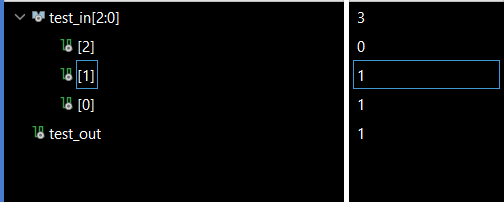 test_in[2:0] 3
[2] 0
[1] 1
[0] 1
test_out 1